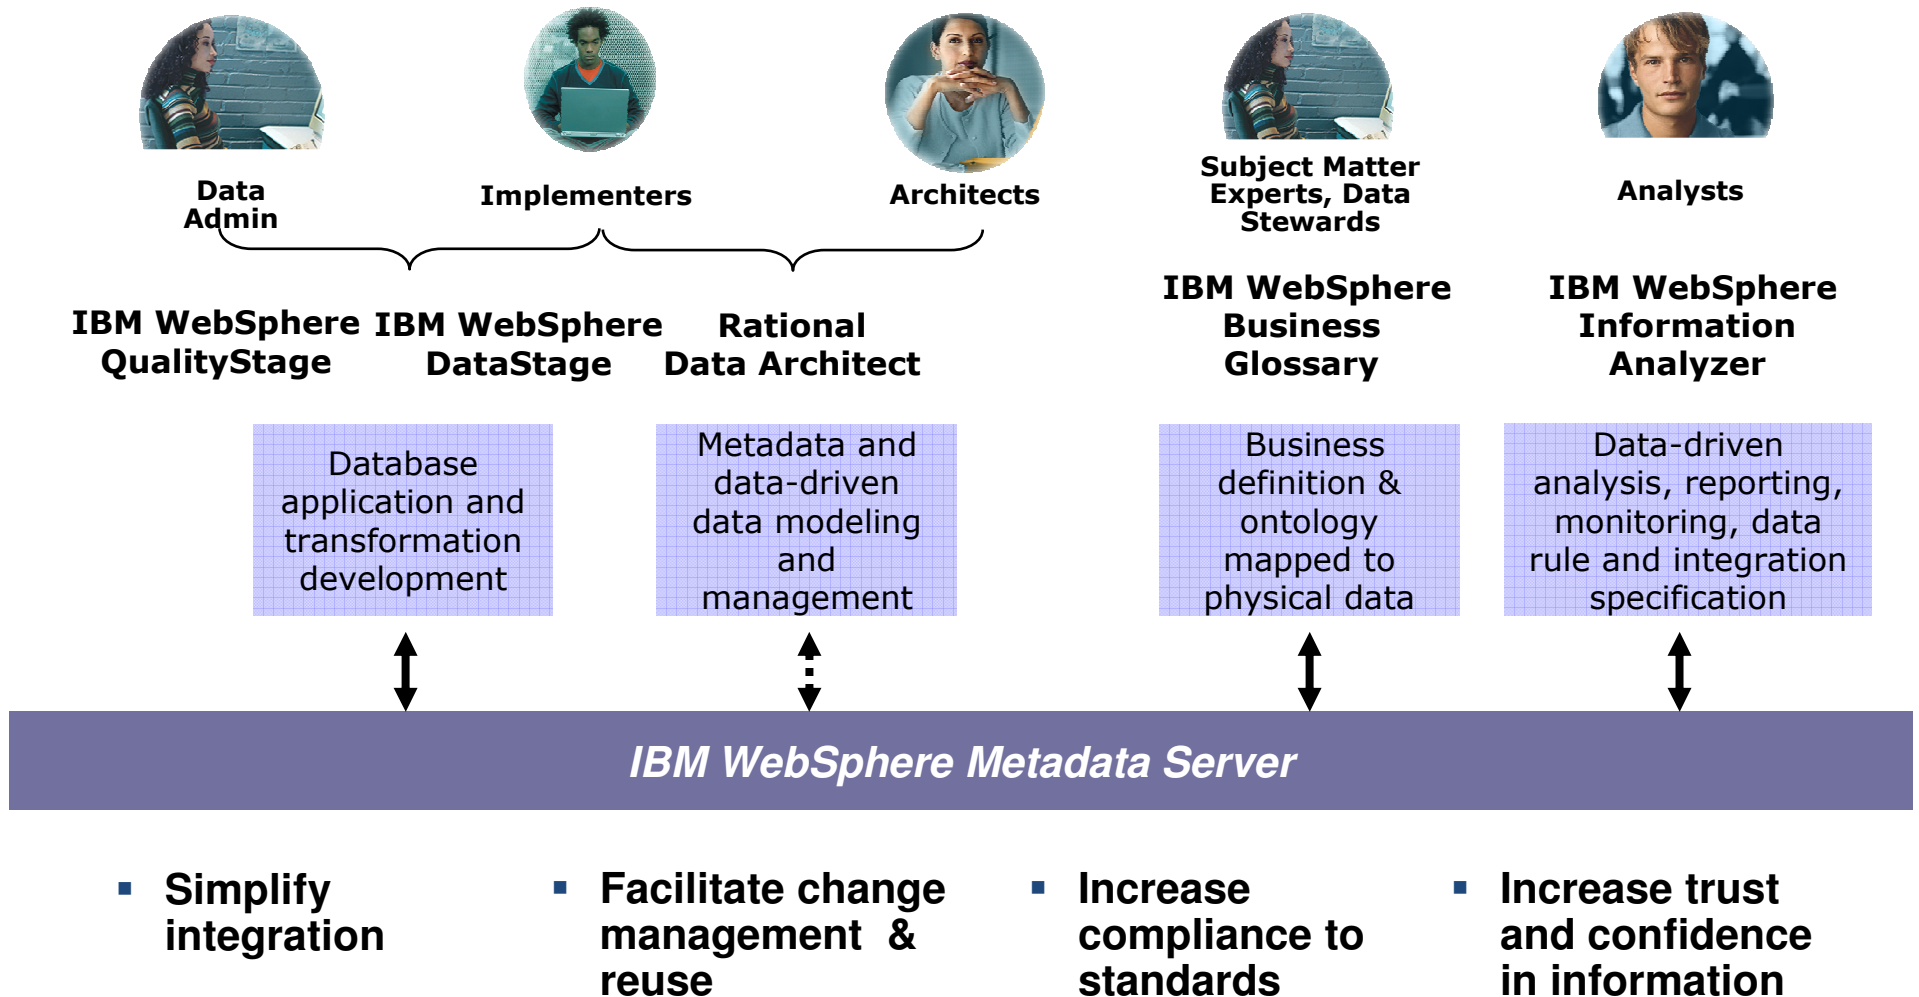 Data
Admin
Implementers
Architects
Subject Matter
Experts, Data
Stewards
Analysts
IBM WebSphere
QualityStage
IBM WebSphere
DataStage
Rational
Data Architect
IBM WebSphere
Business
Glossary
IBM WebSphere
Information
Analyzer
Database
application and
transformation
development
Metadata and
data-driven
data modeling
and
management
Business
definition &
ontology
mapped to
physical data
Data-driven
analysis, reporting,
monitoring, data
rule and integration
specification
IBM WebSphere Metadata Server
▪ Simplify
integration
▪ Facilitate change
management &
reuse
▪ Increase
compliance to
standards
▪ Increase trust
and confidence
in information